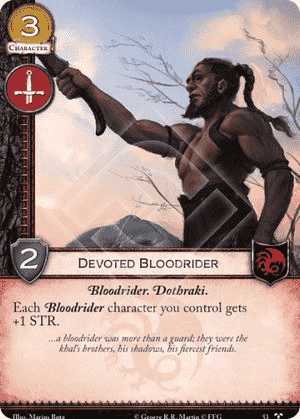 3
CHARACTER
2
DEVOTED BLOODRIDER
Bloodrider. Dothraki.
Each Bloodrider character you control gets
+1 STR.
...a bloodrider was more than a guard; they were the
khal's brothers, his shadows, his fiercest friends.
Illus. Marius Bota
© George R.R. Martin © FFG
53